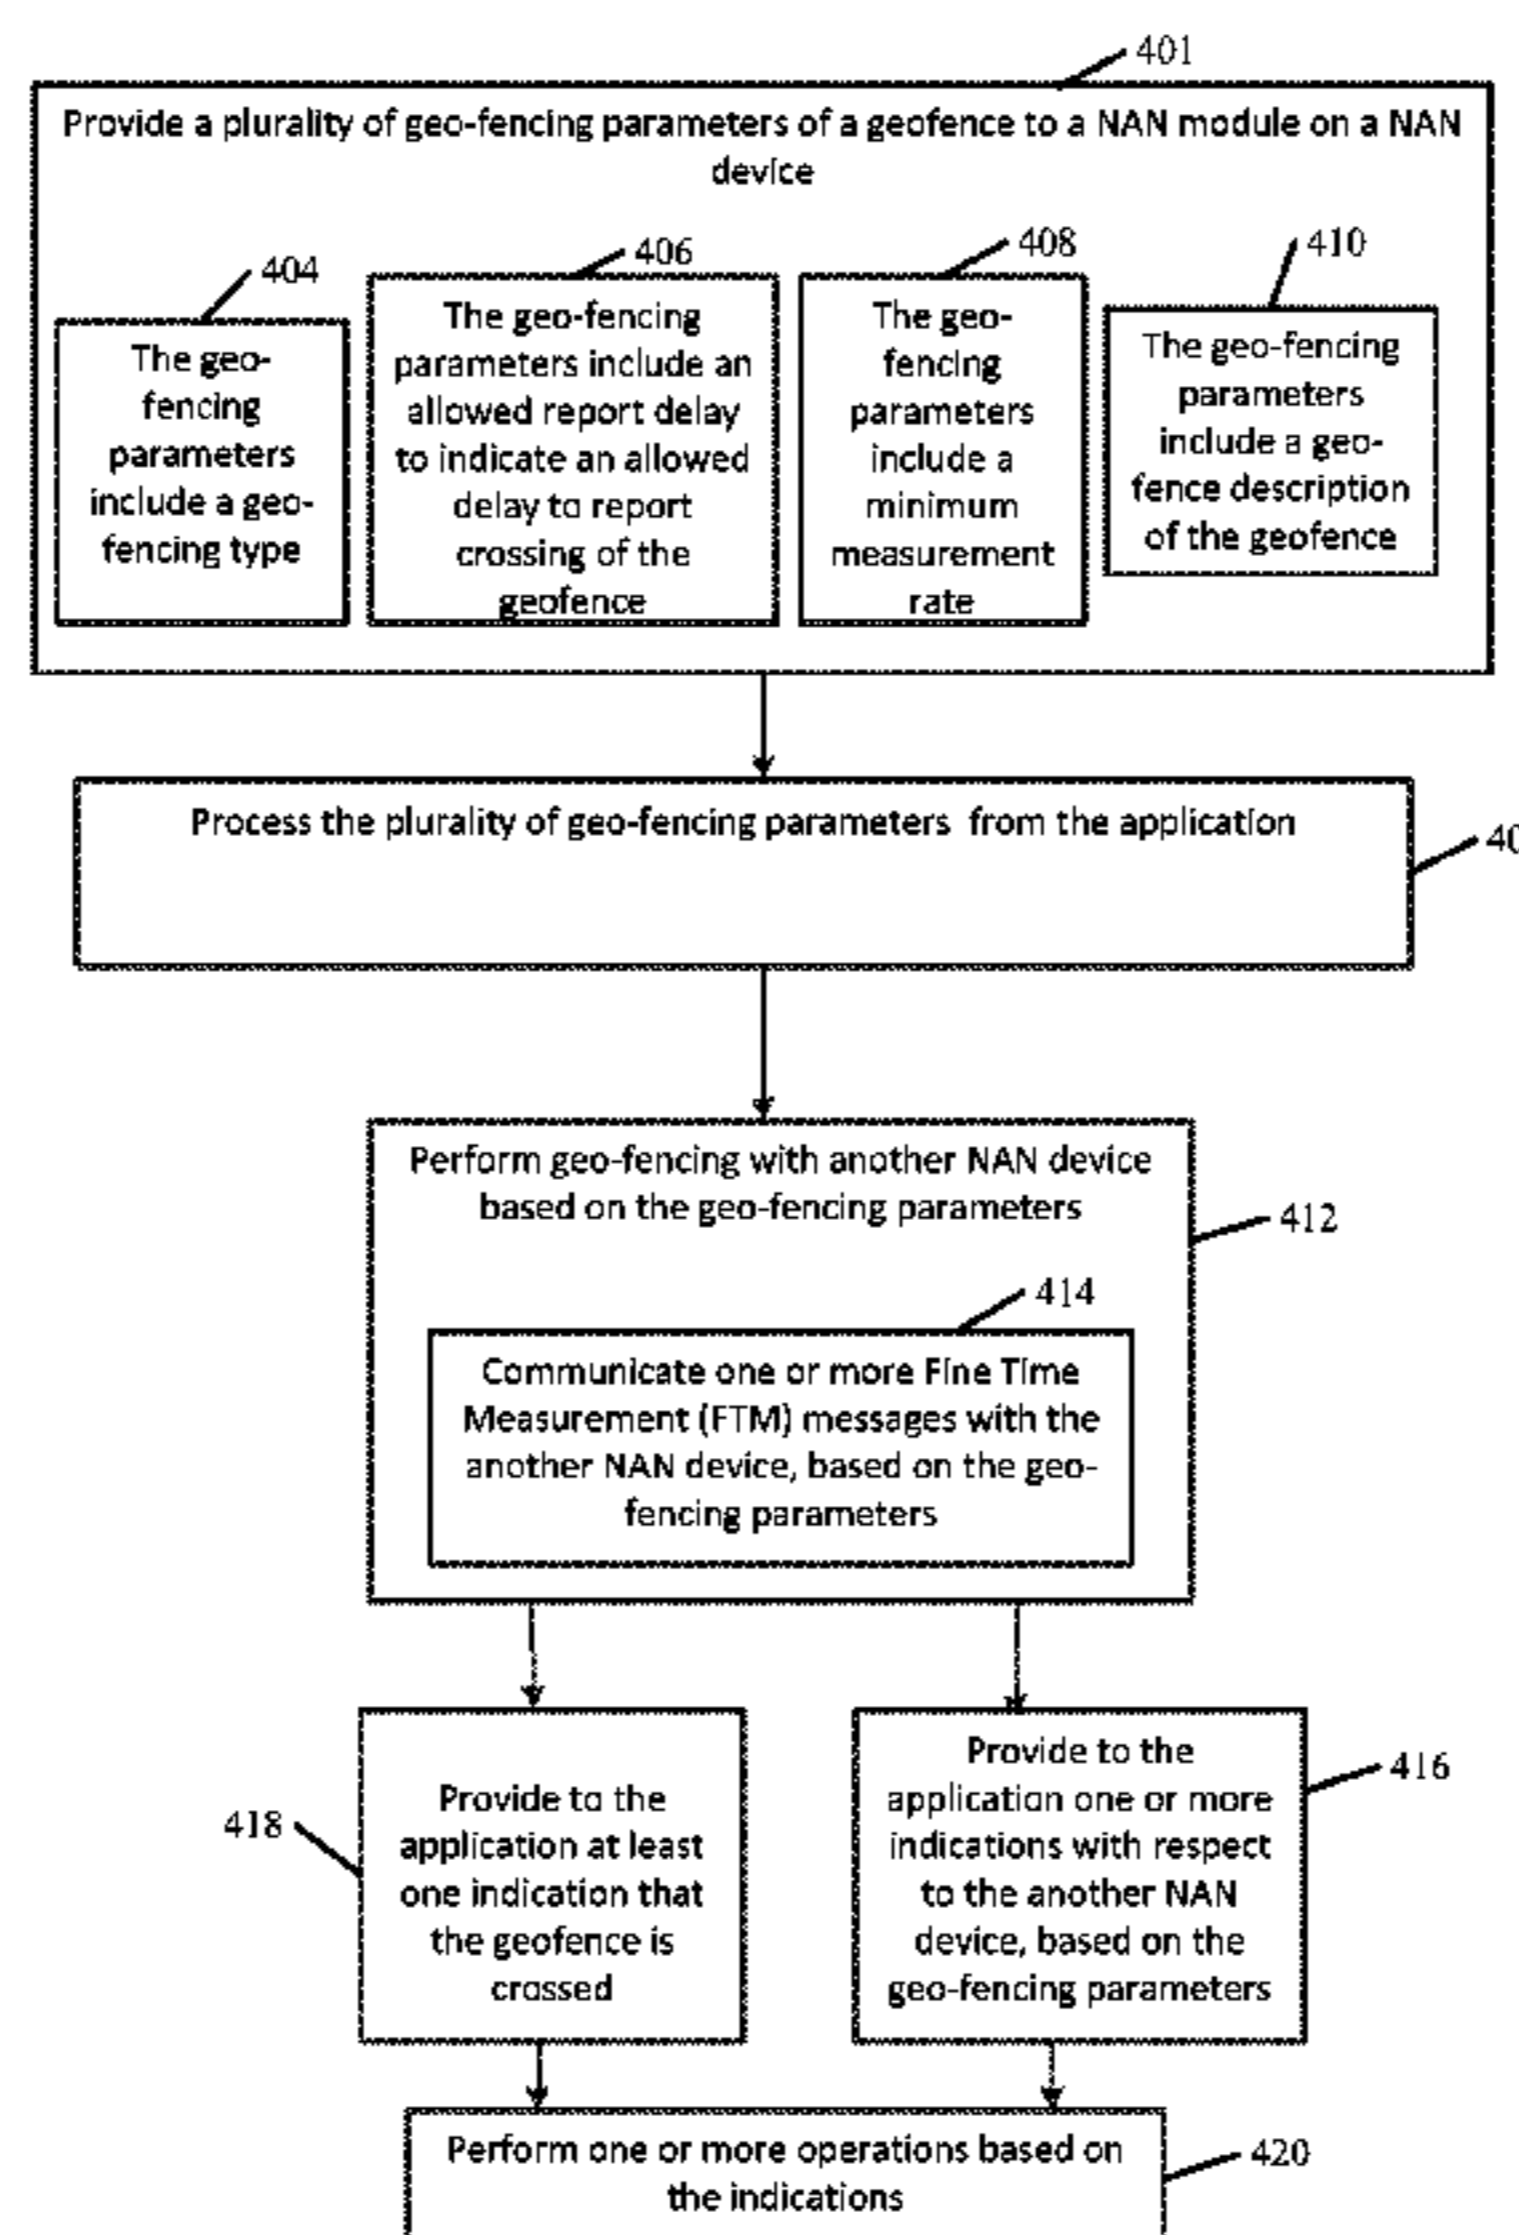 401
Provide a plurality of geo-fencing parameters of a geofence to a NAN module on a NAN
device
404
The geo-
fencing
parameters
include a geo-
fencing type
406
The geo-fencing
parameters include an
allowed report delay
to indicate an allowed
delay to report
crossing of the
geofence
408
The geo-
fencing
parameters
include a
minimum
measurement
rate
410
The geo-fencing
parameters
include a geo-
fence description
of the geofence
Process the plurality of geo-fencing parameters from the application
Perform geo-fencing with another NAN device
based on the geo-fencing parameters
412
414
Communicate one or more Fine Time
Measurement (FTM) messages with the
another NAN device, based on the geo-
fencing parameters
418
Provide to the
application at least
one indication that
the geofence is
crossed
Provide to the
application one or more
indications with respect
to the another NAN
device, based on the
geo-fencing parameters
416
Perform one or more operations based on
the indications
420